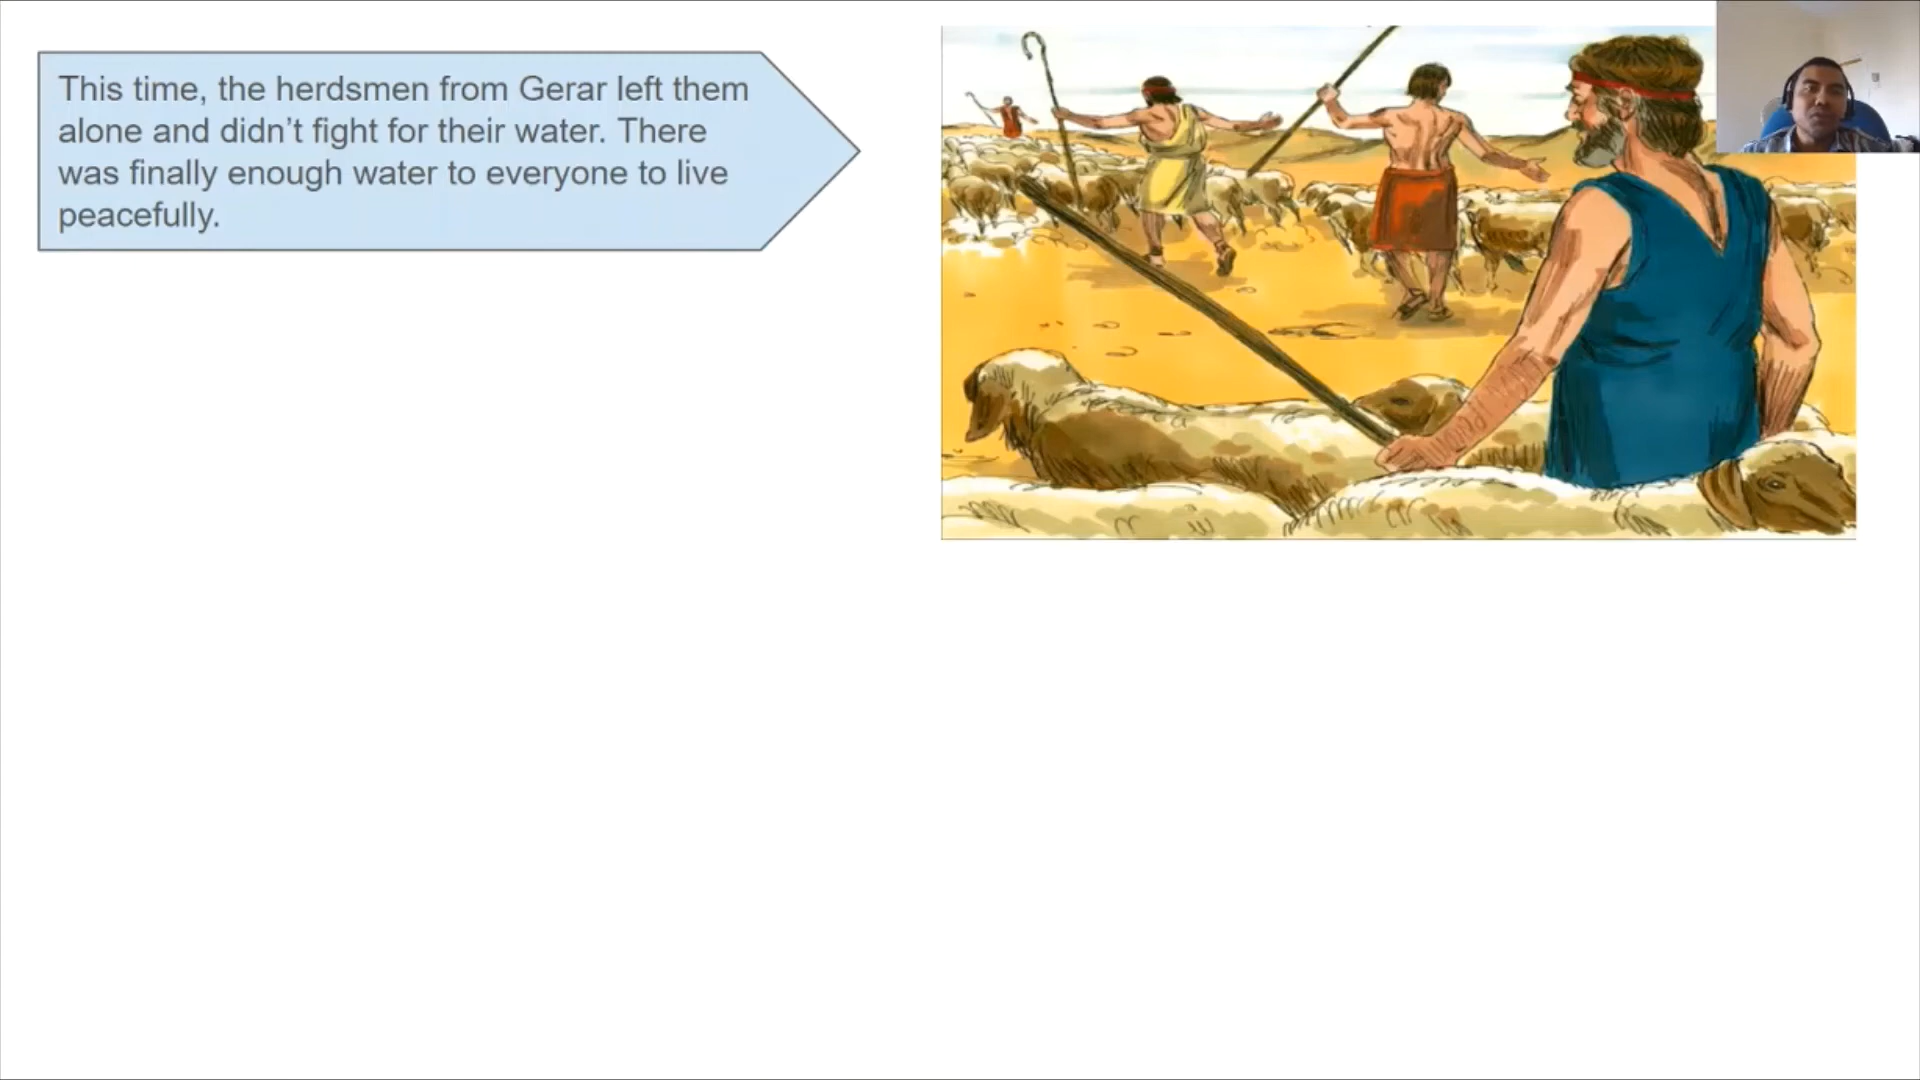 This time, the herdsmen from Gerar left them
alone and didn’t fight for their water. There
was finally enough water to everyone to live
peacefully.